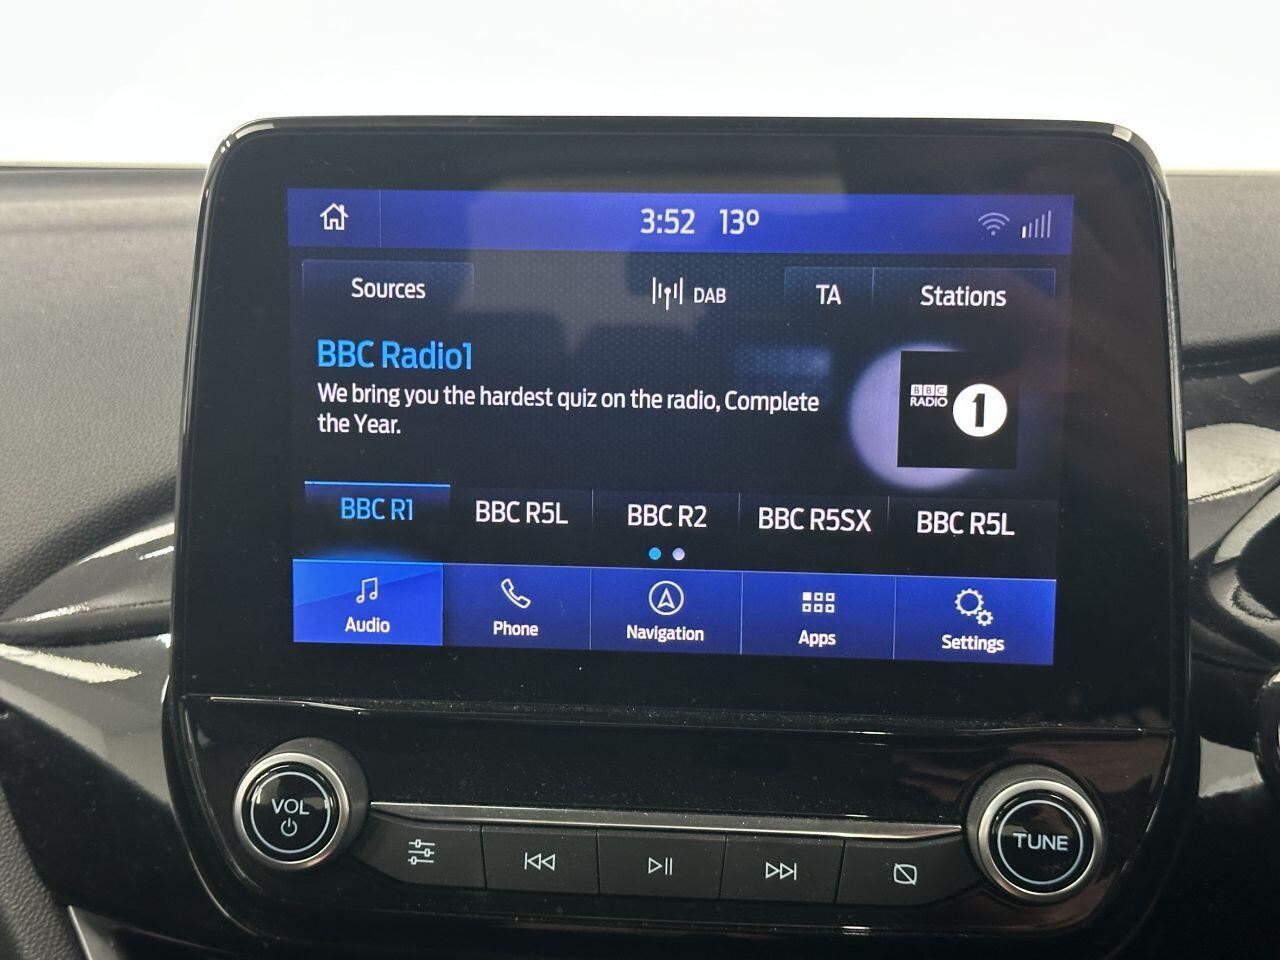 3:52 13º
Sources DAB TA Stations
BBC Radio1
We bring you the hardest quiz on the radio, Complete
the Year.
BBC
RADIO 1
BBC R1 BBC R5L BBC R2 BBC R5SX BBC R5L
Audio Phone Navigation Apps Settings
VOL
TUNE